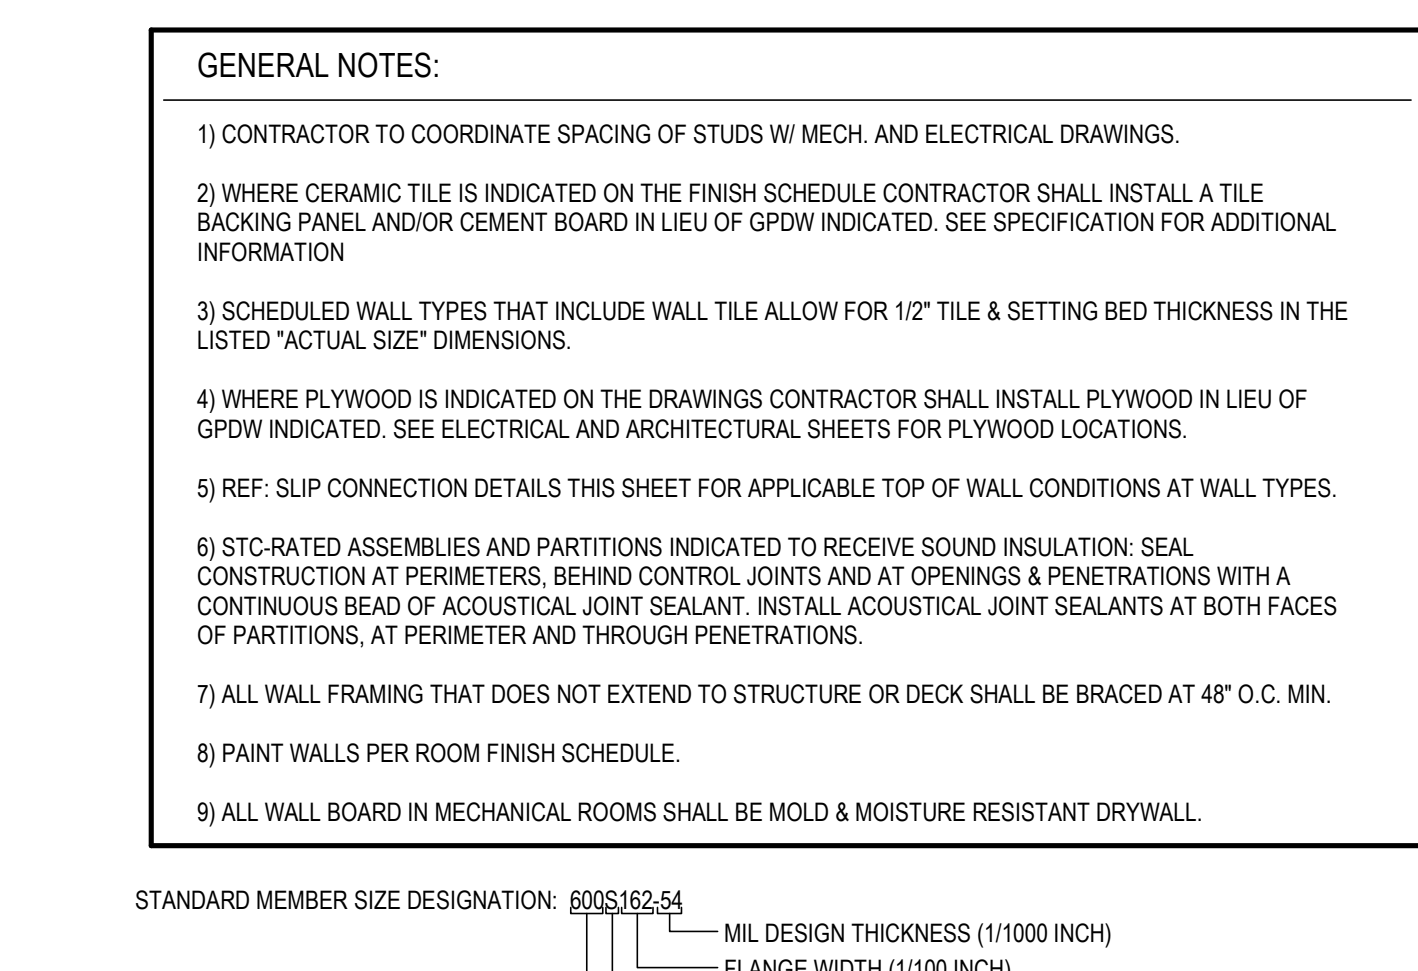 GENERAL NOTES:
1) CONTRACTOR TO COORDINATE SPACING OF STUDS W/ MECH. AND ELECTRICAL DRAWINGS.
2) WHERE CERAMIC TILE IS INDICATED ON THE FINISH SCHEDULE CONTRACTOR SHALL INSTALL A TILE
BACKING PANEL AND/OR CEMENT BOARD IN LIEU OF GPDW INDICATED. SEE SPECIFICATION FOR ADDITIONAL
INFORMATION
3) SCHEDULED WALL TYPES THAT INCLUDE WALL TILE ALLOW FOR 1/2" TILE & SETTING BED THICKNESS IN THE
LISTED "ACTUAL SIZE" DIMENSIONS.
4) WHERE PLYWOOD IS INDICATED ON THE DRAWINGS CONTRACTOR SHALL INSTALL PLYWOOD IN LIEU OF
GPDW INDICATED. SEE ELECTRICAL AND ARCHITECTURAL SHEETS FOR PLYWOOD LOCATIONS.
5) REF: SLIP CONNECTION DETAILS THIS SHEET FOR APPLICABLE TOP OF WALL CONDITIONS AT WALL TYPES.
6) STC-RATED ASSEMBLIES AND PARTITIONS INDICATED TO RECEIVE SOUND INSULATION: SEAL
CONSTRUCTION AT PERIMETERS, BEHIND CONTROL JOINTS AND AT OPENINGS & PENETRATIONS WITH A
CONTINUOUS BEAD OF ACOUSTICAL JOINT SEALANT. INSTALL ACOUSTICAL JOINT SEALANTS AT BOTH FACES
OF PARTITIONS, AT PERIMETER AND THROUGH PENETRATIONS.
7) ALL WALL FRAMING THAT DOES NOT EXTEND TO STRUCTURE OR DECK SHALL BE BRACED AT 48" O.C. MIN.
8) PAINT WALLS PER ROOM FINISH SCHEDULE.
9) ALL WALL BOARD IN MECHANICAL ROOMS SHALL BE MOLD & MOISTURE RESISTANT DRYWALL.
STANDARD MEMBER SIZE DESIGNATION: 600S162-54
MIL DESIGN THICKNESS (1/1000 INCH)
FLANGE WIDTH (1/100 INCH)